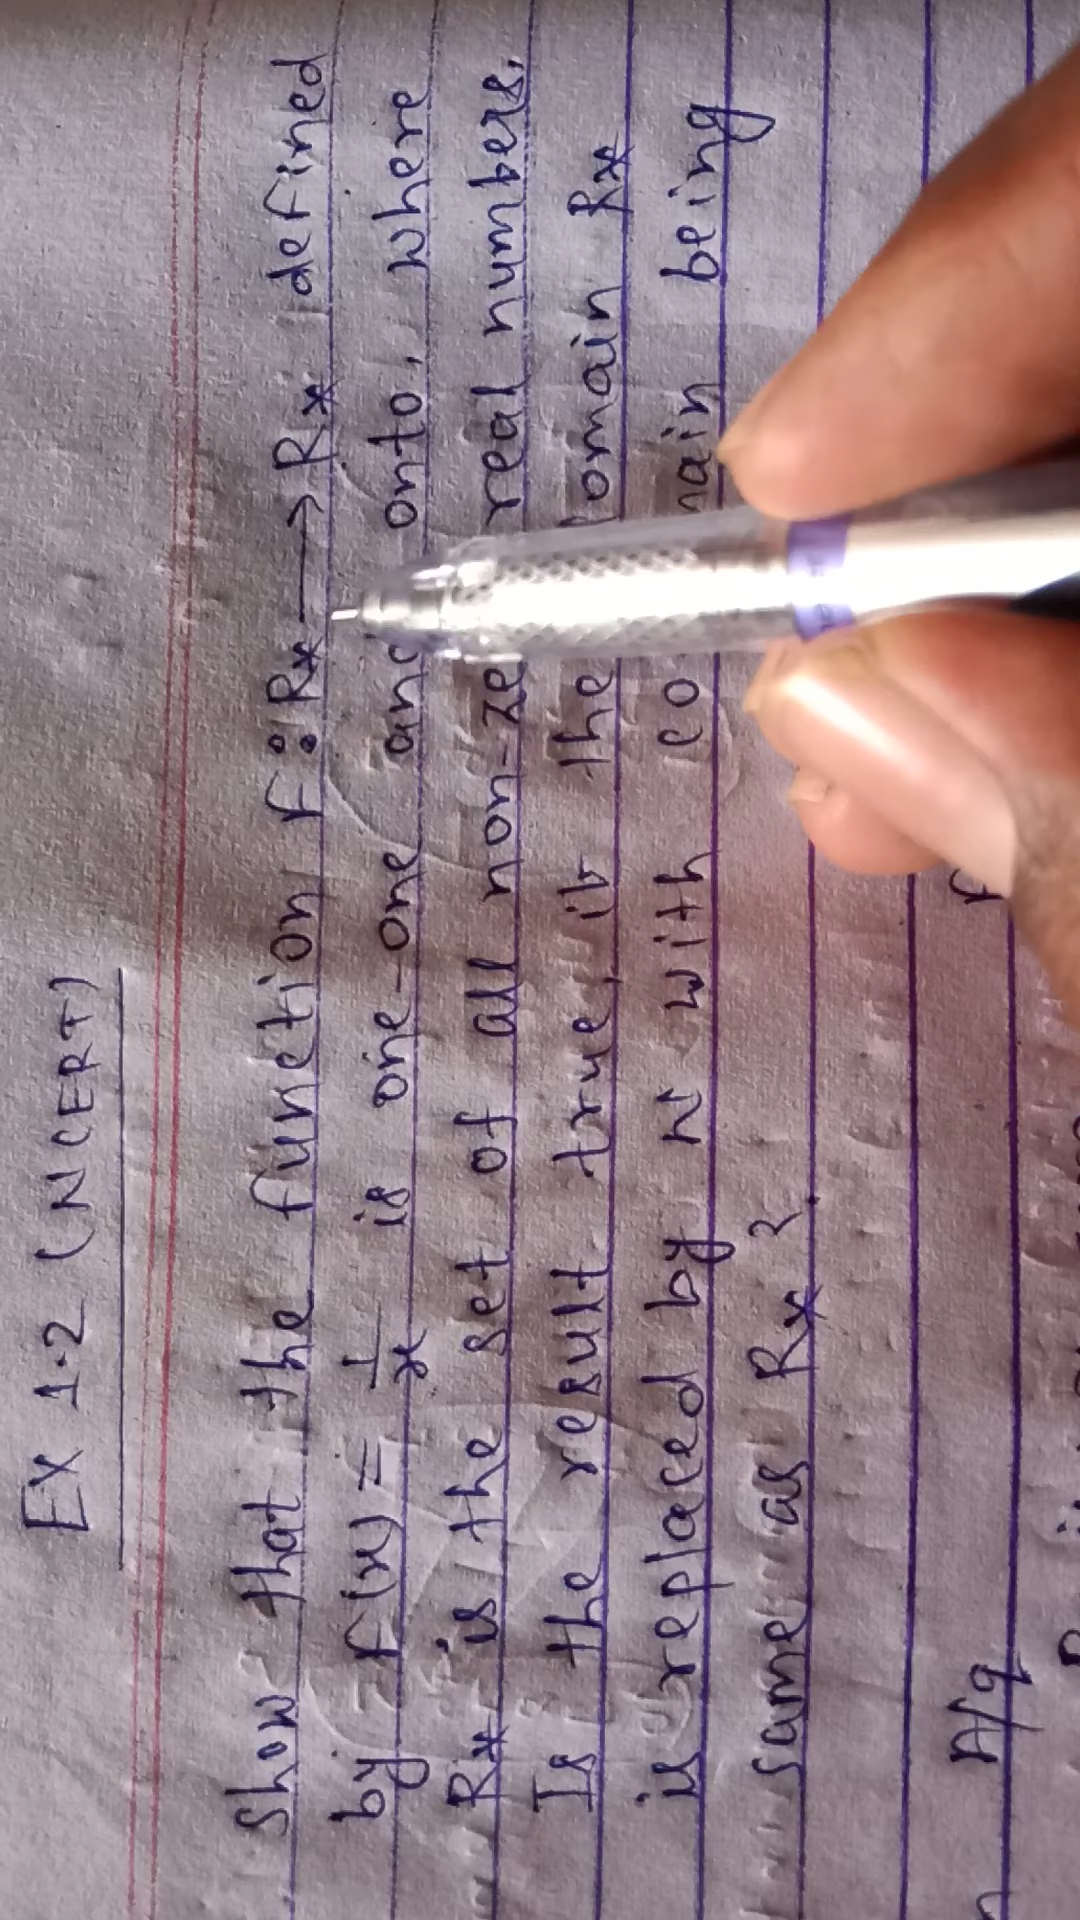 EX 1.2 (NCERT)
Show that the function f: R* → R* defined
by f(x) = 1/x is one-one and onto, where
R* is the set of all non-ze real numbers.
Is the result true, if the omain R*
is replaced by N with co main being
same as R*?
A/q f